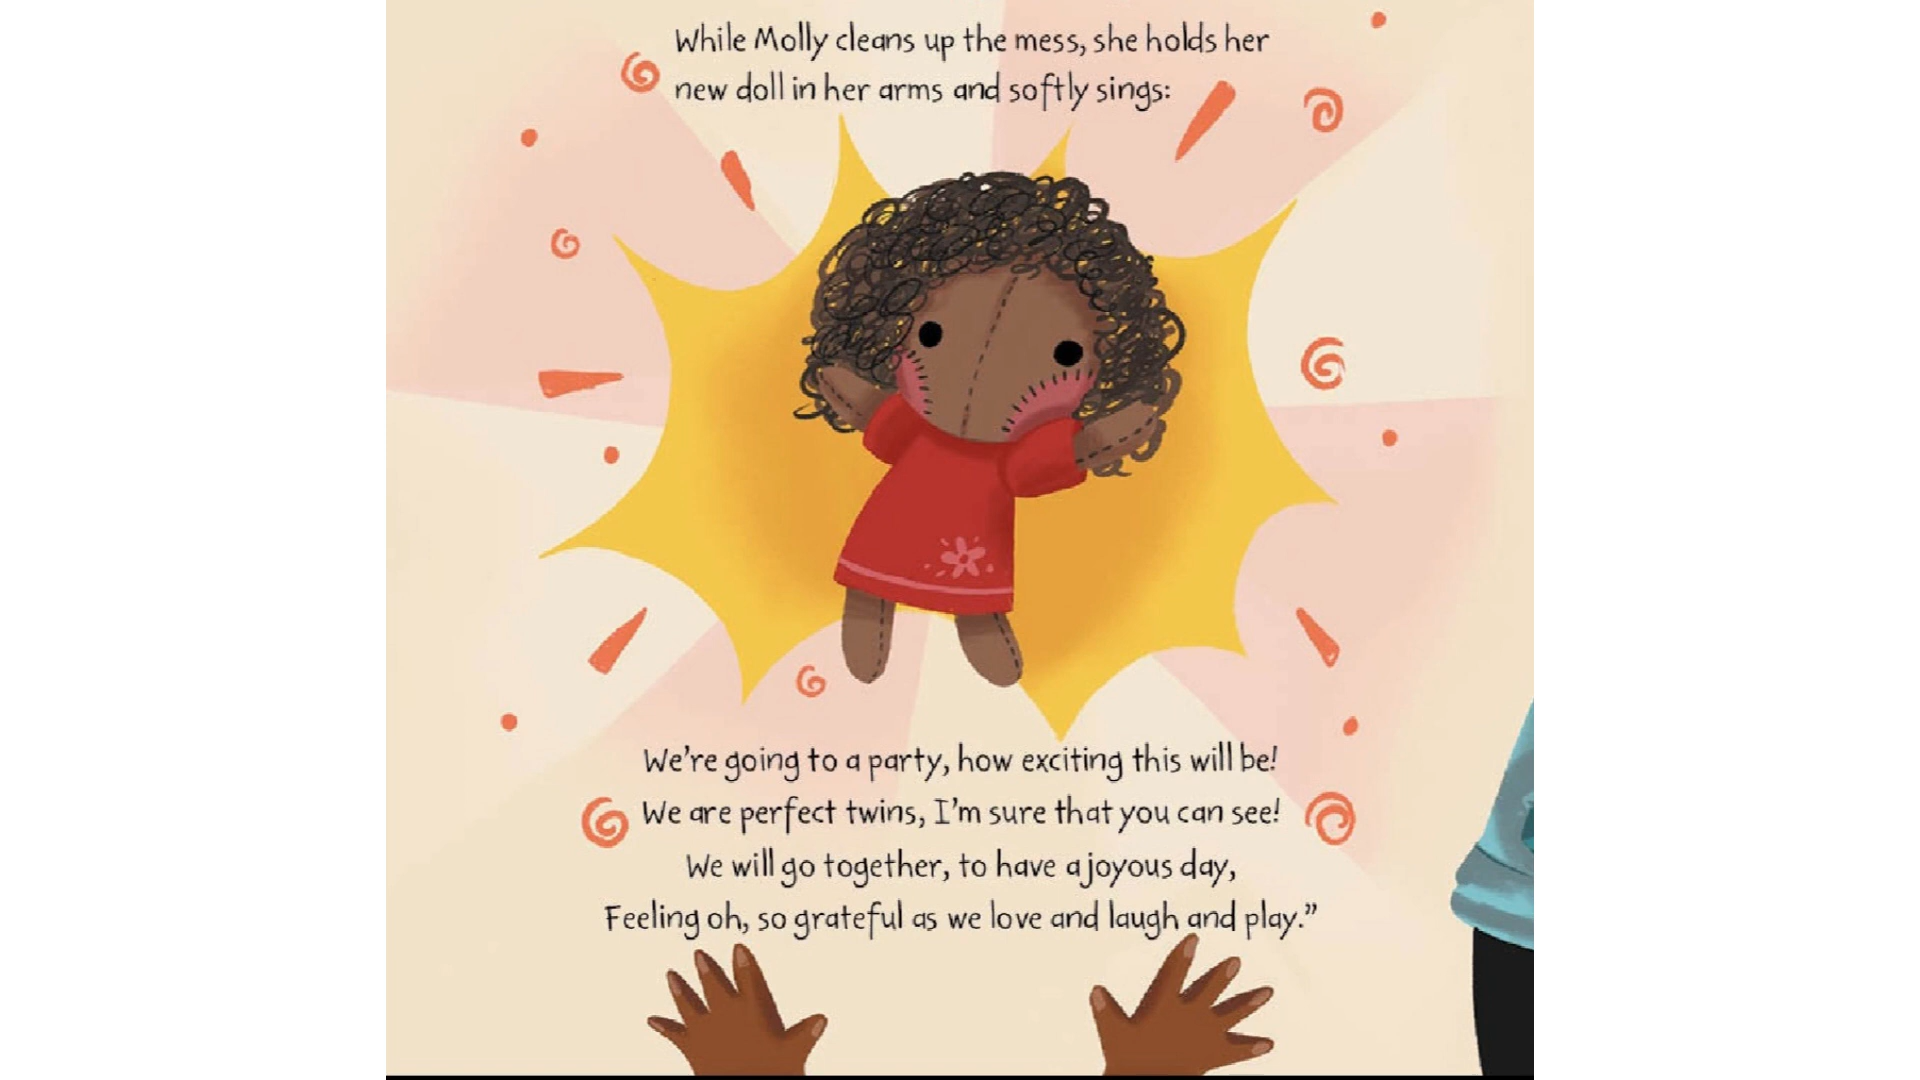 While Molly cleans up the mess, she holds her
new doll in her arms and softly sings:
We're going to a party, how exciting this will be!
We are perfect twins, I'm sure that you can see!
We will go together, to have a joyous day,
Feeling oh, so grateful as we love and laugh and play."